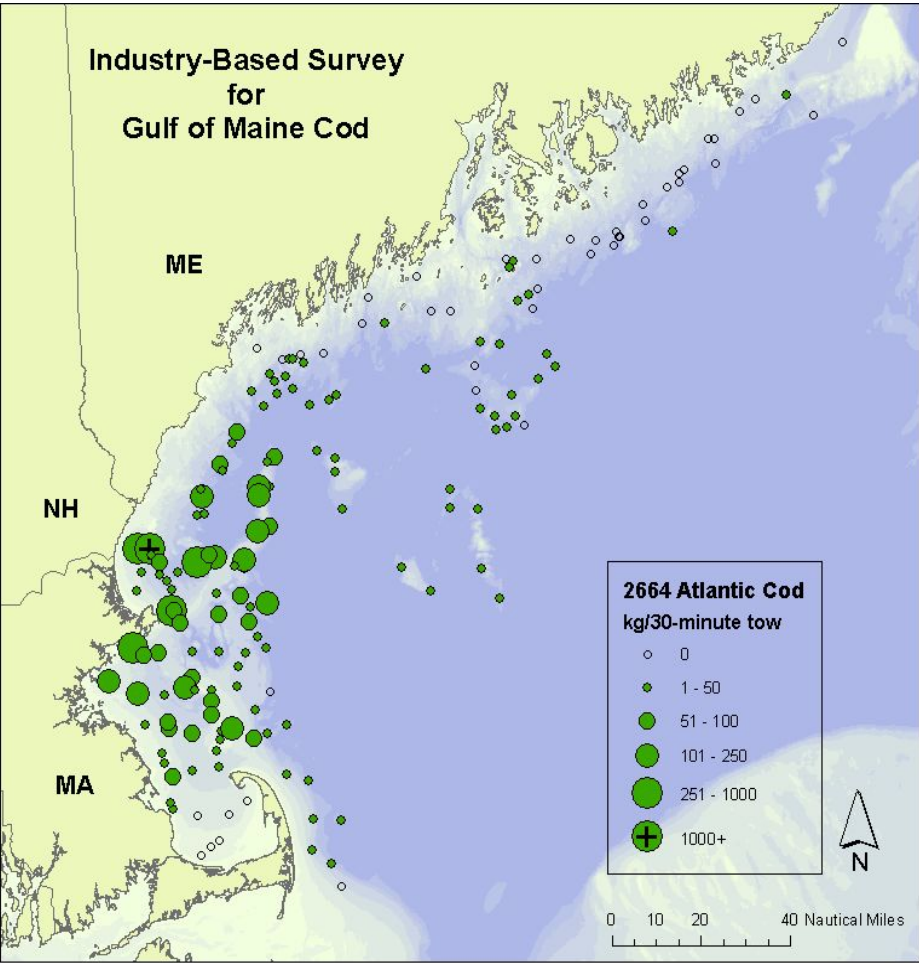 Industry-Based Survey
for
Gulf of Maine Cod
ME
NH
MA
2664 Atlantic Cod
kg/30-minute tow
0
1 - 50
51 - 100
101 - 250
251 - 1000
1000+
N
0 10 20 40 Nautical Miles